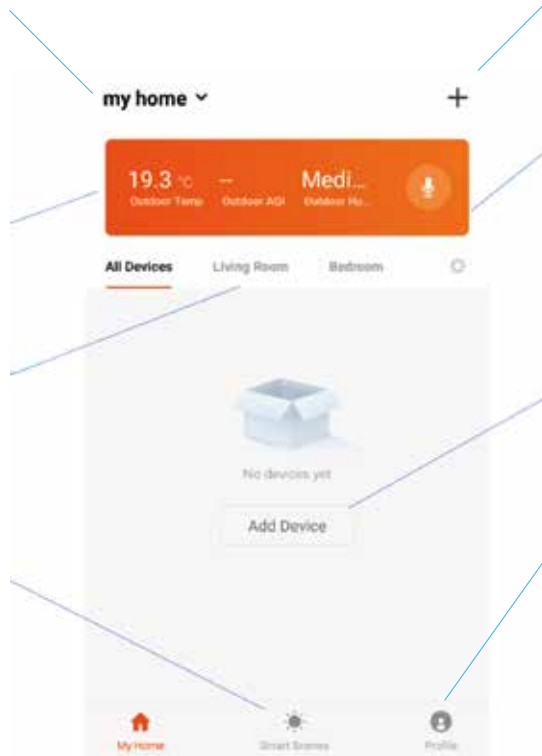 my home
19.3 °C -- Medi...
Outdoor Temp Outdoor AQI Outdoor Hu...
All Devices Living Room Bedroom
No devices yet
Add Device
My Home Smart Scenes Profile